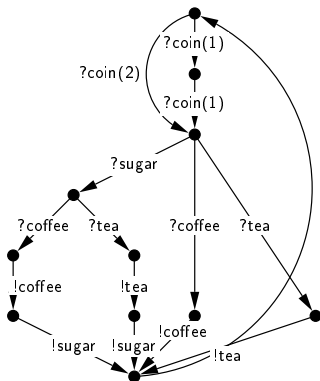 ?coin(1)
?coin(2)
?coin(1)
?sugar
?coffee ?tea ?coffee ?tea
!coffee !tea
!sugar !sugar !coffee
!tea